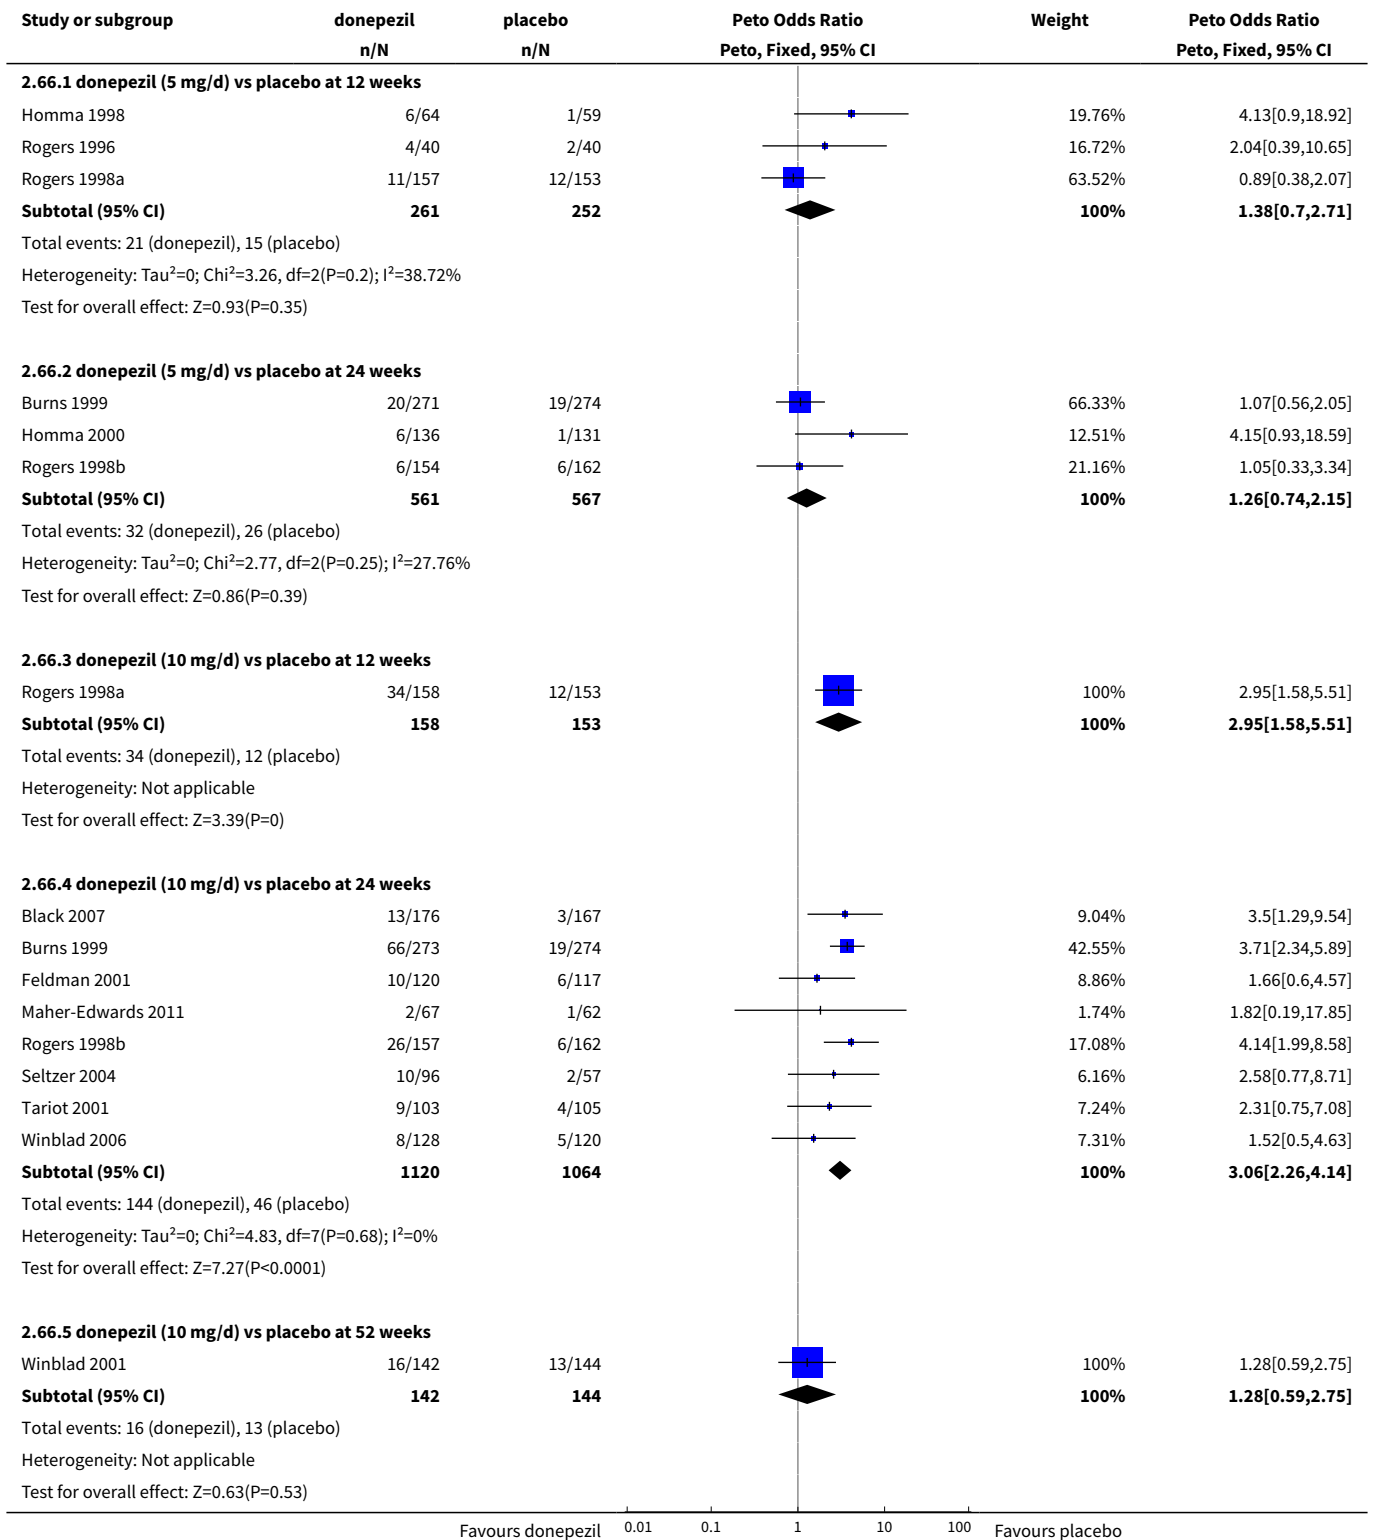 Study or subgroup donepezil placebo Peto Odds Ratio Weight Peto Odds Ratio
n/N n/N Peto, Fixed, 95% CI Peto, Fixed, 95% CI
2.66.1 donepezil (5 mg/d) vs placebo at 12 weeks
Homma 1998 6/64 1/59 19.76% 4.13[0.9,18.92]
Rogers 1996 4/40 2/40 16.72% 2.04[0.39,10.65]
Rogers 1998a 11/157 12/153 63.52% 0.89[0.38,2.07]
Subtotal (95% CI) 261 252 100% 1.38[0.7,2.71]
Total events: 21 (donepezil), 15 (placebo)
Heterogeneity: Tau²=0; Chi²=3.26, df=2(P=0.2); I²=38.72%
Test for overall effect: Z=0.93(P=0.35)
2.66.2 donepezil (5 mg/d) vs placebo at 24 weeks
Burns 1999 20/271 19/274 66.33% 1.07[0.56,2.05]
Homma 2000 6/136 1/131 12.51% 4.15[0.93,18.59]
Rogers 1998b 6/154 6/162 21.16% 1.05[0.33,3.34]
Subtotal (95% CI) 561 567 100% 1.26[0.74,2.15]
Total events: 32 (donepezil), 26 (placebo)
Heterogeneity: Tau²=0; Chi²=2.77, df=2(P=0.25); I²=27.76%
Test for overall effect: Z=0.86(P=0.39)
2.66.3 donepezil (10 mg/d) vs placebo at 12 weeks
Rogers 1998a 34/158 12/153 100% 2.95[1.58,5.51]
Subtotal (95% CI) 158 153 100% 2.95[1.58,5.51]
Total events: 34 (donepezil), 12 (placebo)
Heterogeneity: Not applicable
Test for overall effect: Z=3.39(P=0)
2.66.4 donepezil (10 mg/d) vs placebo at 24 weeks
Black 2007 13/176 3/167 9.04% 3.5[1.29,9.54]
Burns 1999 66/273 19/274 42.55% 3.71[2.34,5.89]
Feldman 2001 10/120 6/117 8.86% 1.66[0.6,4.57]
Maher-Edwards 2011 2/67 1/62 1.74% 1.82[0.19,17.85]
Rogers 1998b 26/157 6/162 17.08% 4.14[1.99,8.58]
Seltzer 2004 10/96 2/57 6.16% 2.58[0.77,8.71]
Tariot 2001 9/103 4/105 7.24% 2.31[0.75,7.08]
Winblad 2006 8/128 5/120 7.31% 1.52[0.5,4.63]
Subtotal (95% CI) 1120 1064 100% 3.06[2.26,4.14]
Total events: 144 (donepezil), 46 (placebo)
Heterogeneity: Tau²=0; Chi²=4.83, df=7(P=0.68); I²=0%
Test for overall effect: Z=7.27(P<0.0001)
2.66.5 donepezil (10 mg/d) vs placebo at 52 weeks
Winblad 2001 16/142 13/144 100% 1.28[0.59,2.75]
Subtotal (95% CI) 142 144 100% 1.28[0.59,2.75]
Total events: 16 (donepezil), 13 (placebo)
Heterogeneity: Not applicable
Test for overall effect: Z=0.63(P=0.53)
Favours donepezil 0.01 0.1 1 10 100 Favours placebo